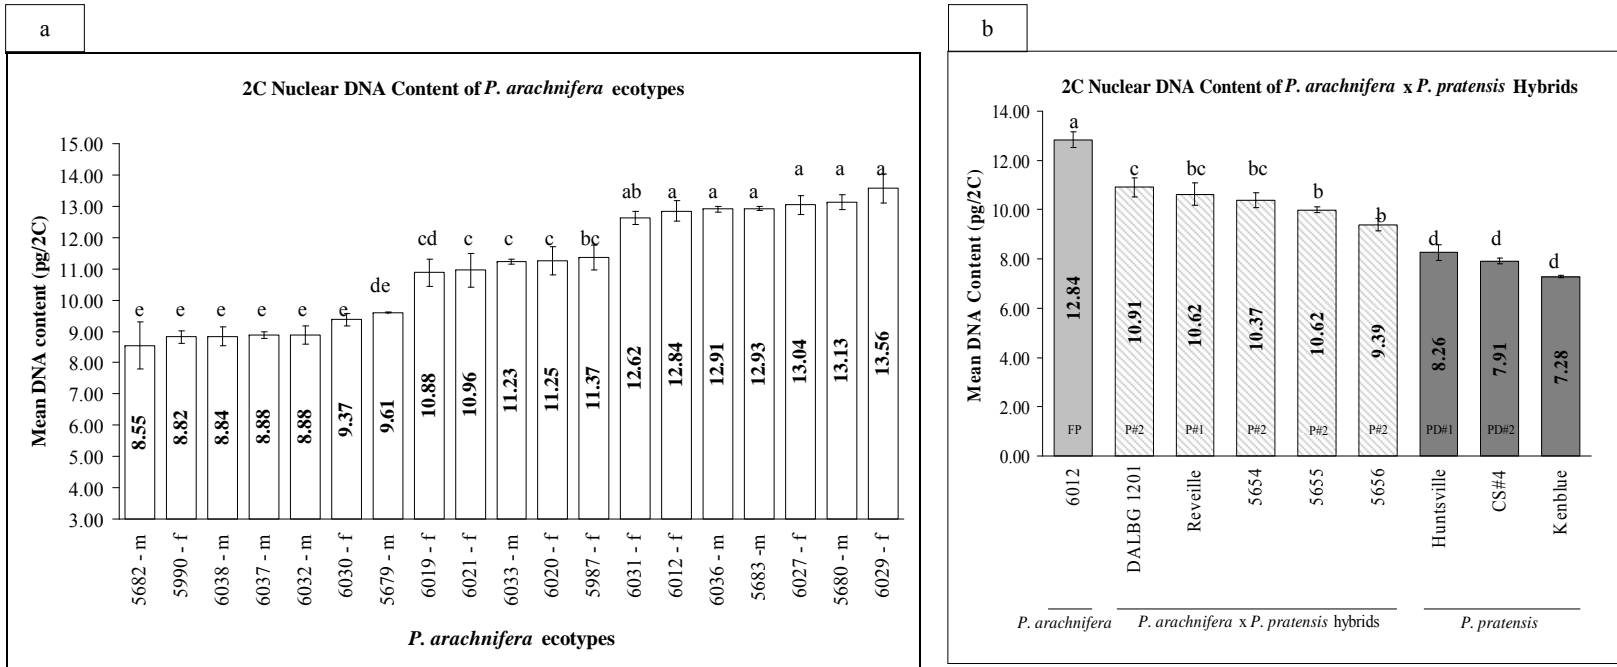 a
2C Nuclear DNA Content of P. arachnifera ecotypes
Mean DNA content (pg/2C)
15.00
14.00
13.00
12.00
11.00
10.00
9.00
8.00
7.00
6.00
5.00
4.00
3.00
e e e e e e de cd c c c bc ab a a a a a a
8.55 8.82 8.84 8.88 8.88 9.37 9.61 10.88 10.96 11.23 11.25 11.37 12.62 12.84 12.91 12.93 13.04 13.13 13.56
5682 - m
5990 - f
6038 - m
6037 - m
6032 - m
6030 - f
5679 - m
6019 - f
6021 - f
6033 - m
6020 - f
5987 - f
6031 - f
6012 - f
6036 - m
5683 -m
6027 - f
5680 - m
6029 - f
P. arachnifera ecotypes
b
2C Nuclear DNA Content of P. arachnifera x P. pratensis Hybrids
Mean DNA Content (pg/2C)
14.00
12.00
10.00
8.00
6.00
4.00
2.00
0.00
a c bc bc b b d d d
12.84 10.91 10.62 10.37 10.62 9.39 8.26 7.91 7.28
FP P#2 P#1 P#2 P#2 P#2 PD#1 PD#2
6012
DALBG 1201
Reveille
5654
5655
5656
Huntsville
CS#4
Kenblue
P. arachnifera P. arachnifera x P. pratensis hybrids P. pratensis